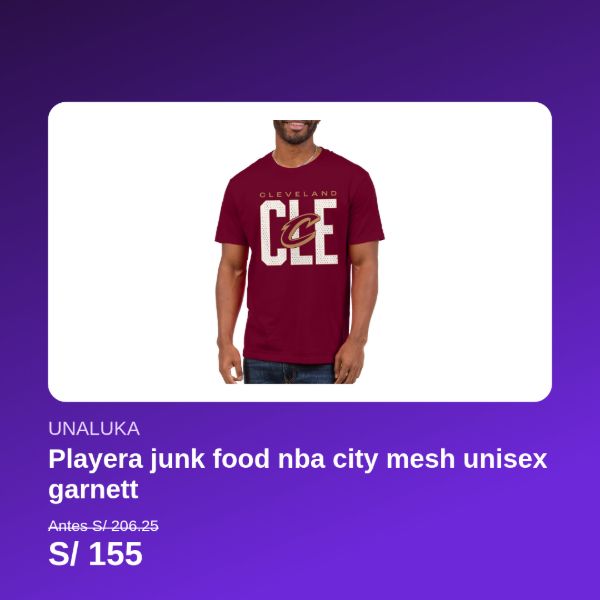 CLEVELAND
CLE
C
UNALUKA
Playera junk food nba city mesh unisex
garnett
Antes S/ 206.25
S/ 155